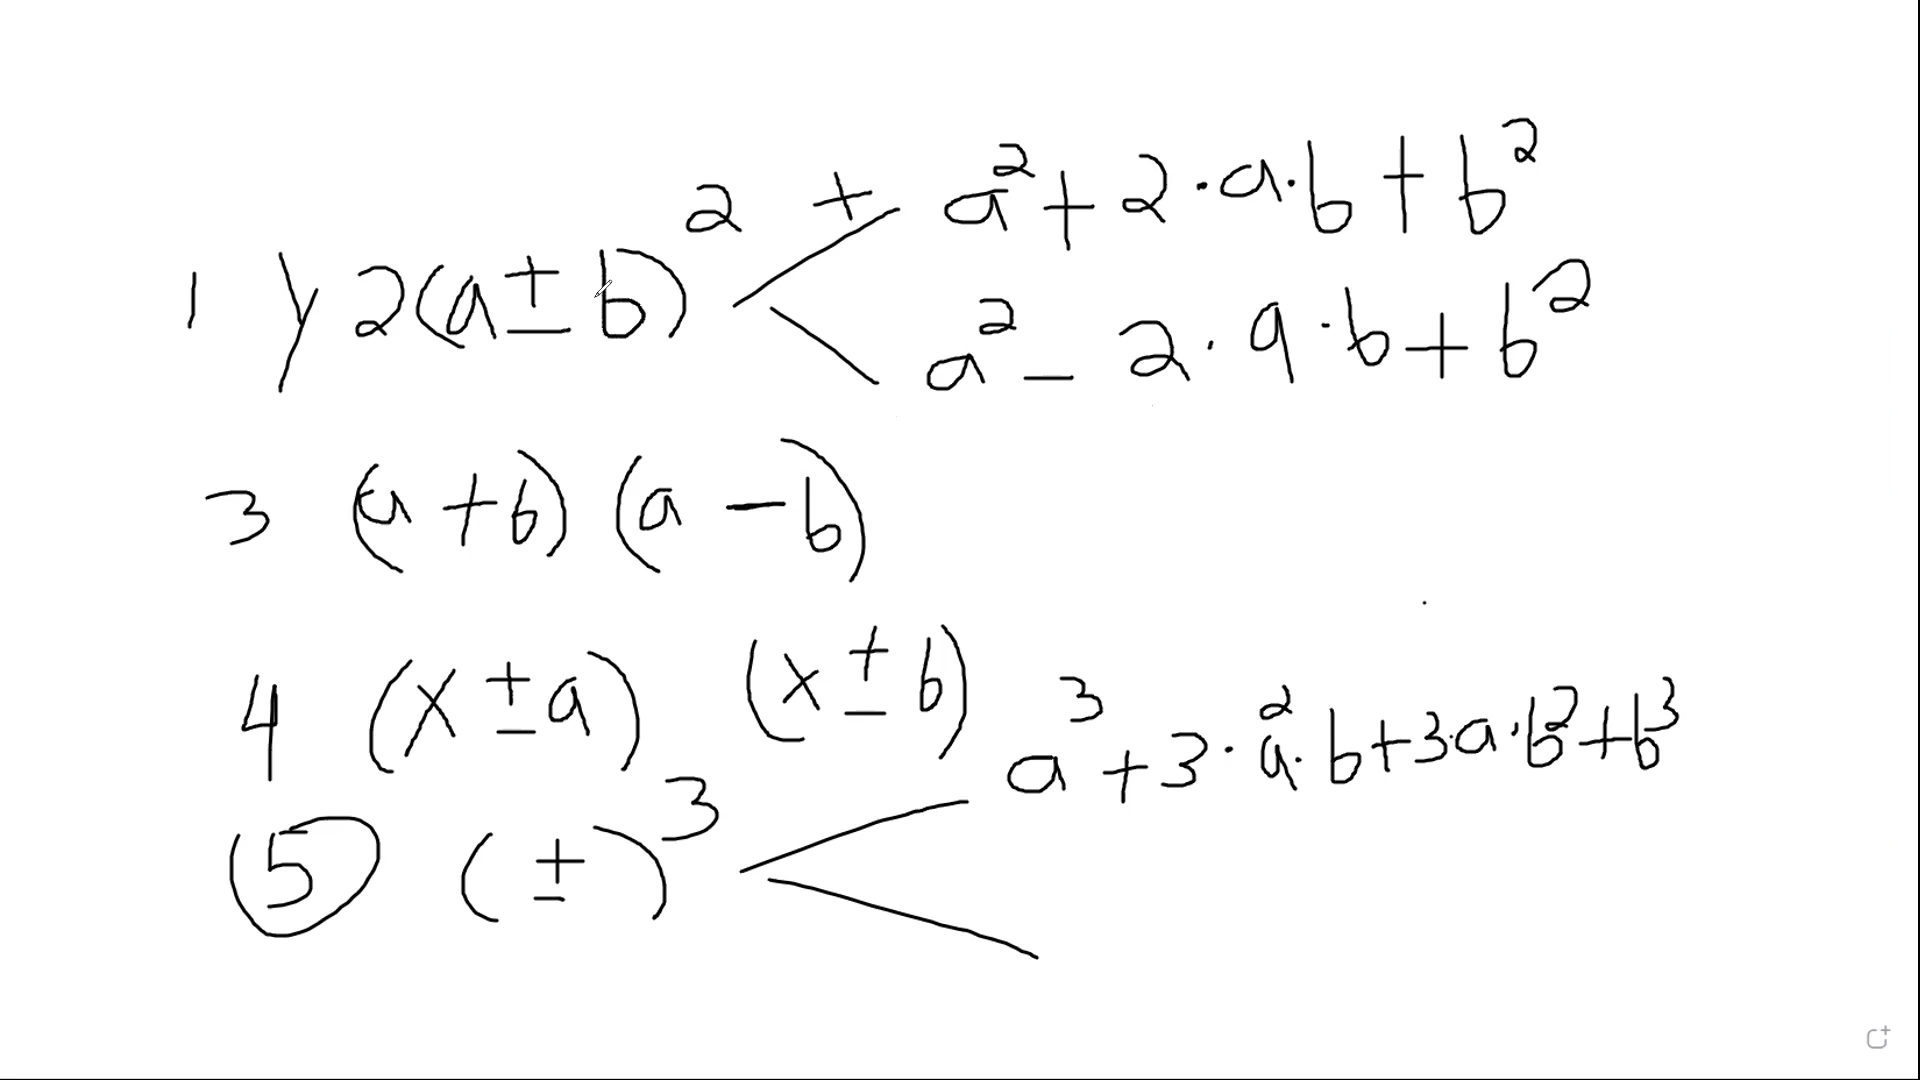 1 y 2 (a ± b)² + a² + 2 · a · b + b²
a² - 2 · a · b + b²
3 (a + b) (a - b)
4 (x ± a) (x ± b)
5 ( ± )³ a³ + 3 · a² · b + 3 · a · b² + b³